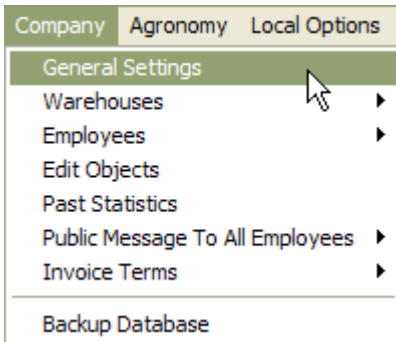 Company Agronomy Local Options
General Settings
Warehouses
Employees
Edit Objects
Past Statistics
Public Message To All Employees
Invoice Terms
Backup Database